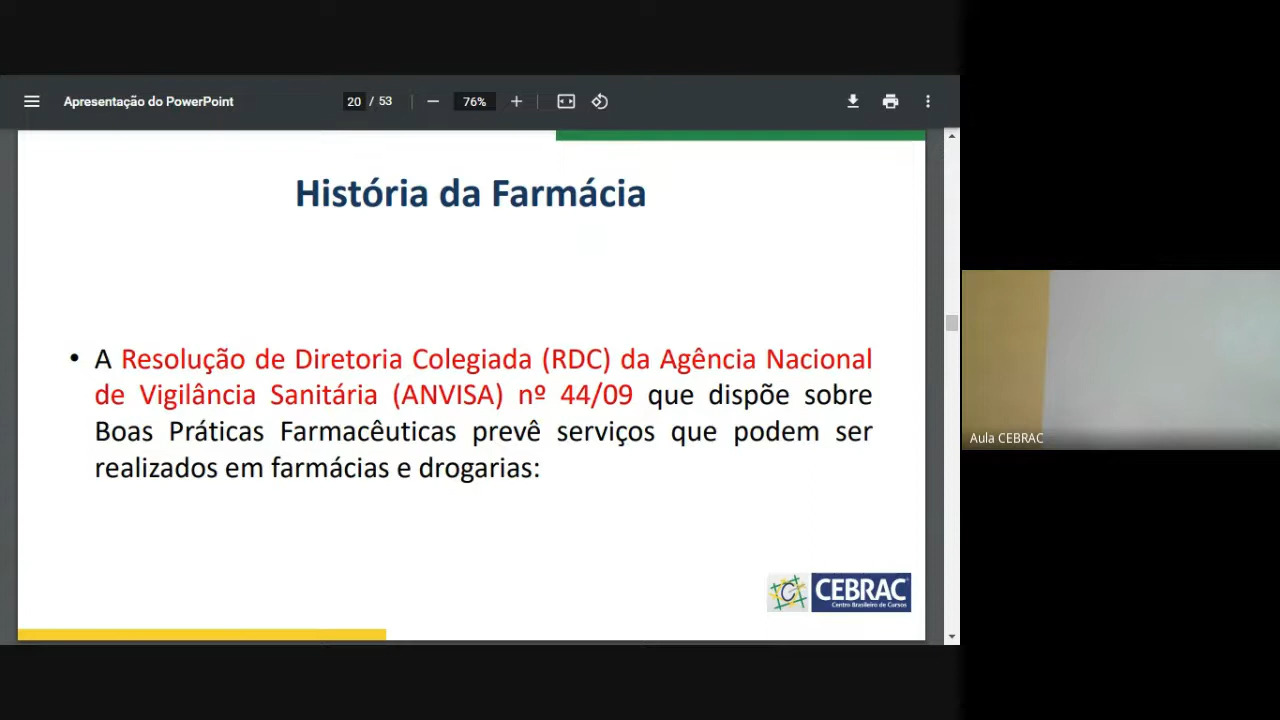 Apresentação do PowerPoint
20 / 53
76%
História da Farmácia
• A Resolução de Diretoria Colegiada (RDC) da Agência Nacional
de Vigilância Sanitária (ANVISA) nº 44/09 que dispõe sobre
Boas Práticas Farmacêuticas prevê serviços que podem ser
realizados em farmácias e drogarias:
C CEBRAC
Centro Brasileiro de Cursos
Aula CEBRAC